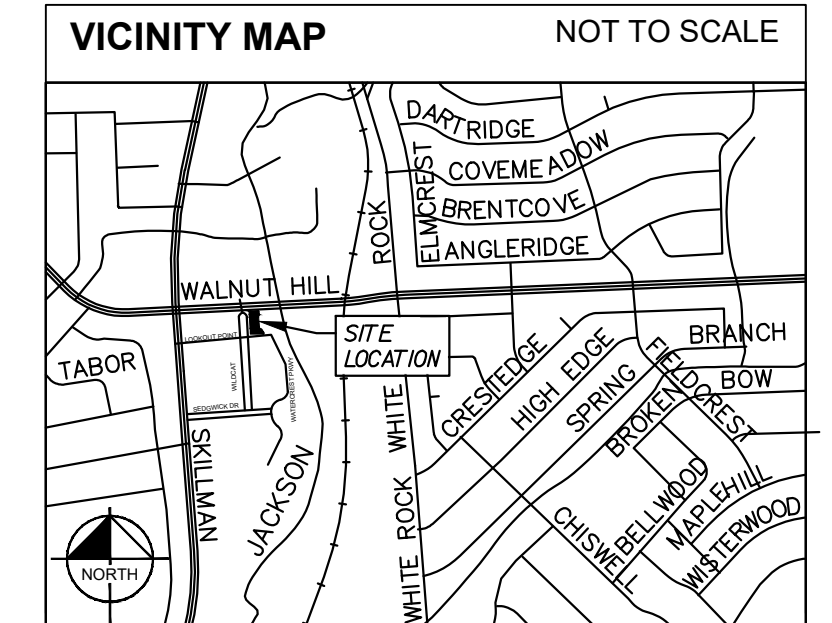 VICINITY MAP
NOT TO SCALE
DARTRIDGE
COVEMEADOW
ELMCREST
BRENTCOVE
ROCK
ANGLERIDGE
WALNUT HILL
SITE
LOCATION
LOOKOUT POINT
TABOR
WILDCAT
WATERCREST PKWY
SEDGWICK DR
SKILLMAN
JACKSON
WHITE
WHITE ROCK
CRESTEDGE
HIGH EDGE
SPRING
BRANCH
FIELDCREST
BROKEN
BOW
CHISWELL
BELLWOOD
MAPLEHILL
WISTERWOOD
NORTH